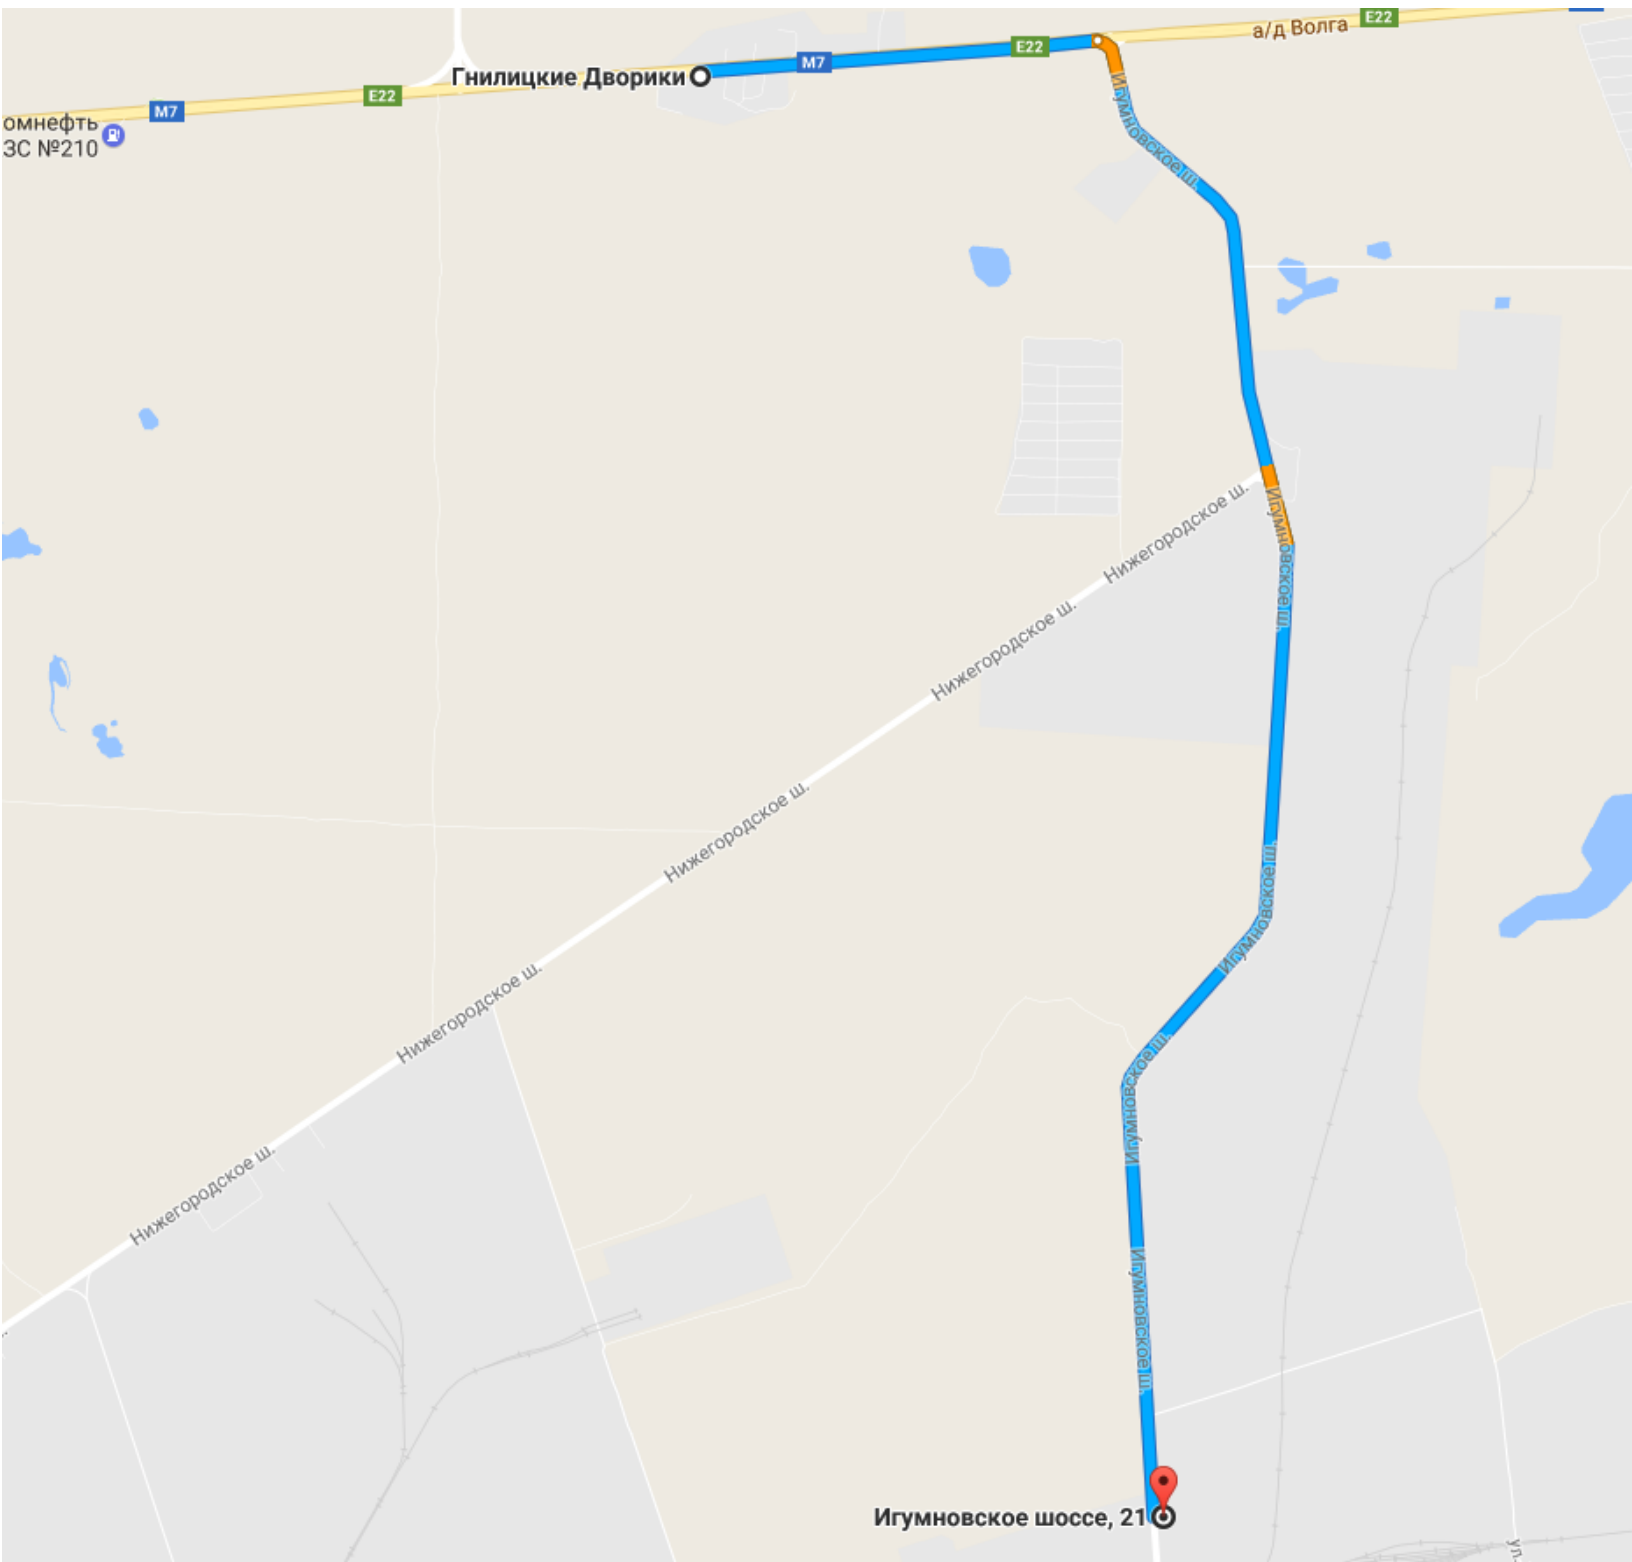 E22
а/д Волга
E22
M7
Гнилицкие Дворики
E22
M7
омнефть
ЗС №210
Игумновское ш.
Нижегородское ш.
Игумновское ш.
Нижегородское ш.
Нижегородское ш.
Игумновское ш.
Нижегородское ш.
Игумновское ш.
Нижегородское ш.
Игумновское ш.
Игумновское шоссе, 21
ул.